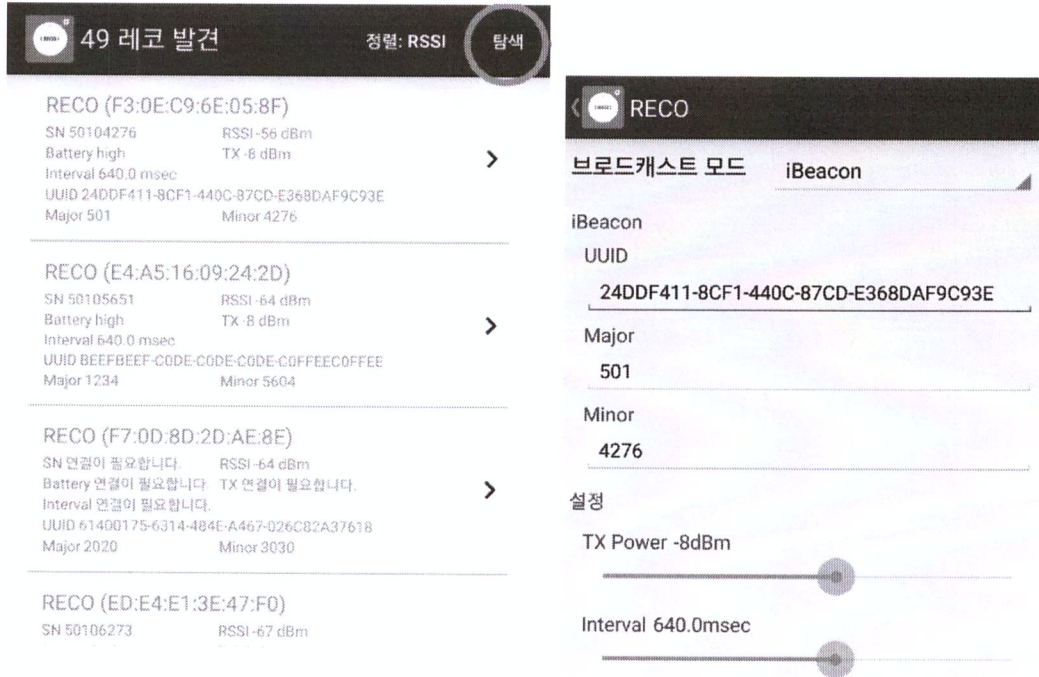 49 레코 발견
정렬: RSSI
탐색
RECO (F3:0E:C9:6E:05:8F)
SN 50104276 RSSI -56 dBm
Battery high TX -8 dBm
Interval 640.0 msec
UUID 24DDF411-8CF1-440C-87CD-E368DAF9C93E
Major 501 Minor 4276
RECO (E4:A5:16:09:24:2D)
SN 50105651 RSSI -64 dBm
Battery high TX -8 dBm
Interval 640.0 msec
UUID BEEFBEEF-C0DE-C0DE-C0DE-C0FFEEC0FFEE
Major 1234 Minor 5604
RECO (F7:0D:8D:2D:AE:8E)
SN 연결이 필요합니다. RSSI -64 dBm
Battery 연결이 필요합니다. TX 연결이 필요합니다.
Interval 연결이 필요합니다.
UUID 61400175-6314-484E-A467-026C82A37618
Major 2020 Minor 3030
RECO (ED:E4:E1:3E:47:F0)
SN 50106273 RSSI -67 dBm
RECO
브로드캐스트 모드 iBeacon
iBeacon
UUID
24DDF411-8CF1-440C-87CD-E368DAF9C93E
Major
501
Minor
4276
설정
TX Power -8dBm
Interval 640.0msec